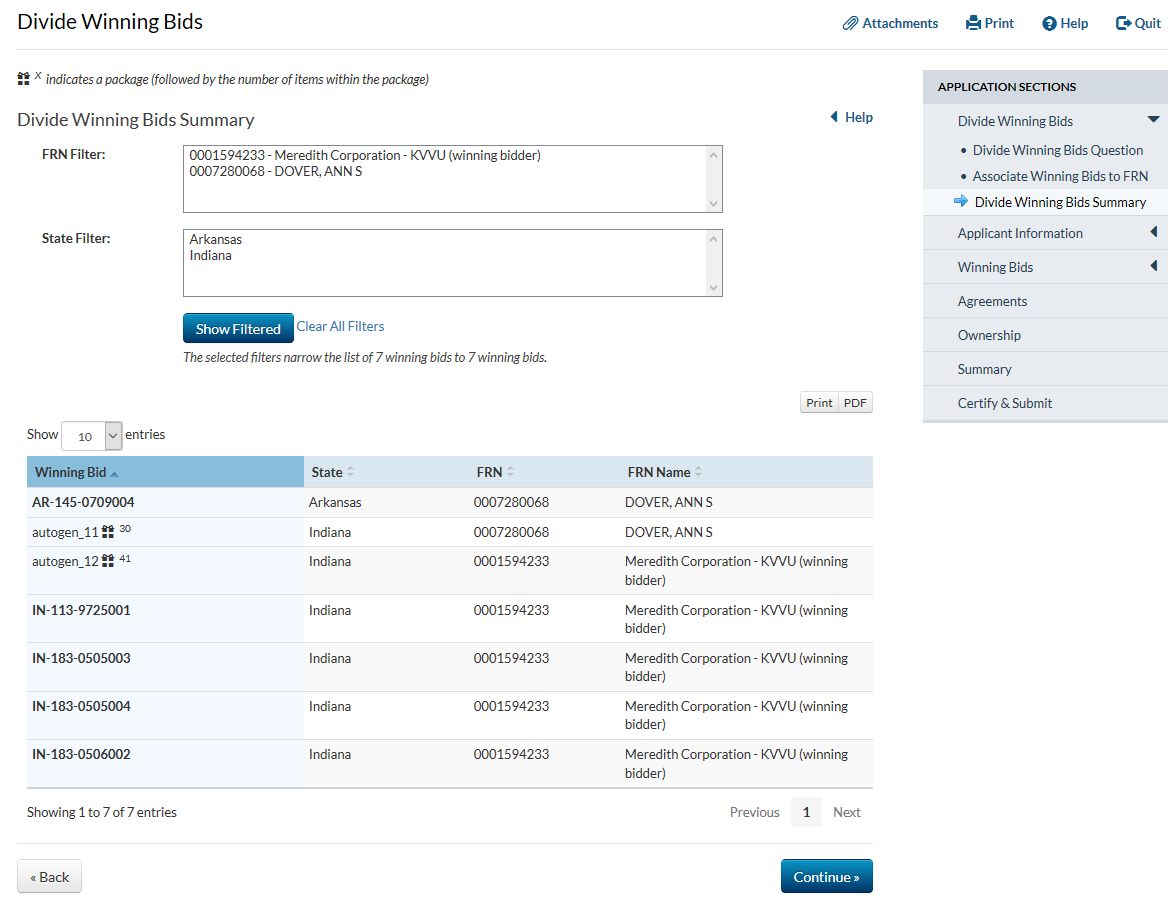 Divide Winning Bids
Attachments Print Help Quit
X indicates a package (followed by the number of items within the package)
Divide Winning Bids Summary
Help
FRN Filter:
0001594233 - Meredith Corporation - KVVU (winning bidder)
0007280068 - DOVER, ANN S
State Filter:
Arkansas
Indiana
Show Filtered Clear All Filters
The selected filters narrow the list of 7 winning bids to 7 winning bids.
Print PDF
Show 10 entries
Winning Bid State FRN FRN Name
AR-145-0709004 Arkansas 0007280068 DOVER, ANN S
autogen_11 30 Indiana 0007280068 DOVER, ANN S
autogen_12 41 Indiana 0001594233 Meredith Corporation - KVVU (winning
bidder)
IN-113-9725001 Indiana 0001594233 Meredith Corporation - KVVU (winning
bidder)
IN-183-0505003 Indiana 0001594233 Meredith Corporation - KVVU (winning
bidder)
IN-183-0505004 Indiana 0001594233 Meredith Corporation - KVVU (winning
bidder)
IN-183-0506002 Indiana 0001594233 Meredith Corporation - KVVU (winning
bidder)
Showing 1 to 7 of 7 entries
Previous 1 Next
« Back
Continue »
APPLICATION SECTIONS
Divide Winning Bids
• Divide Winning Bids Question
• Associate Winning Bids to FRN
Divide Winning Bids Summary
Applicant Information
Winning Bids
Agreements
Ownership
Summary
Certify & Submit